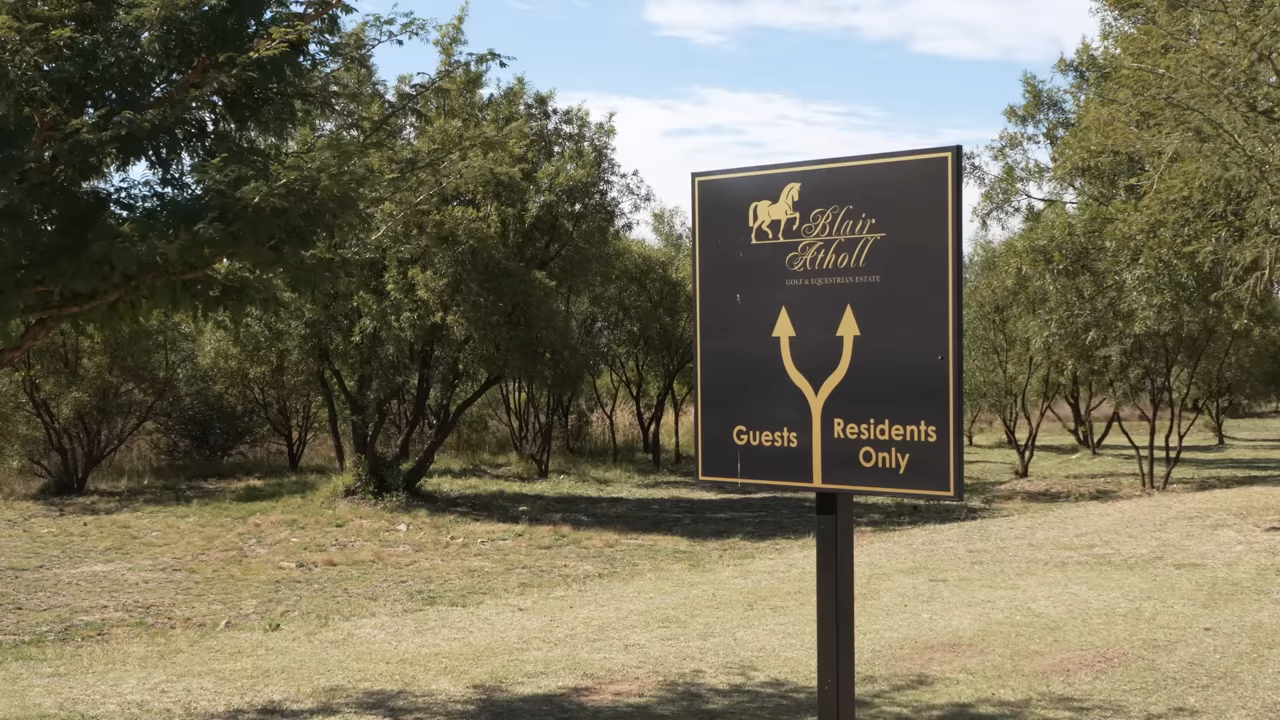 Blair
Atholl
GOLF & EQUESTRIAN ESTATE
Guests
Residents
Only